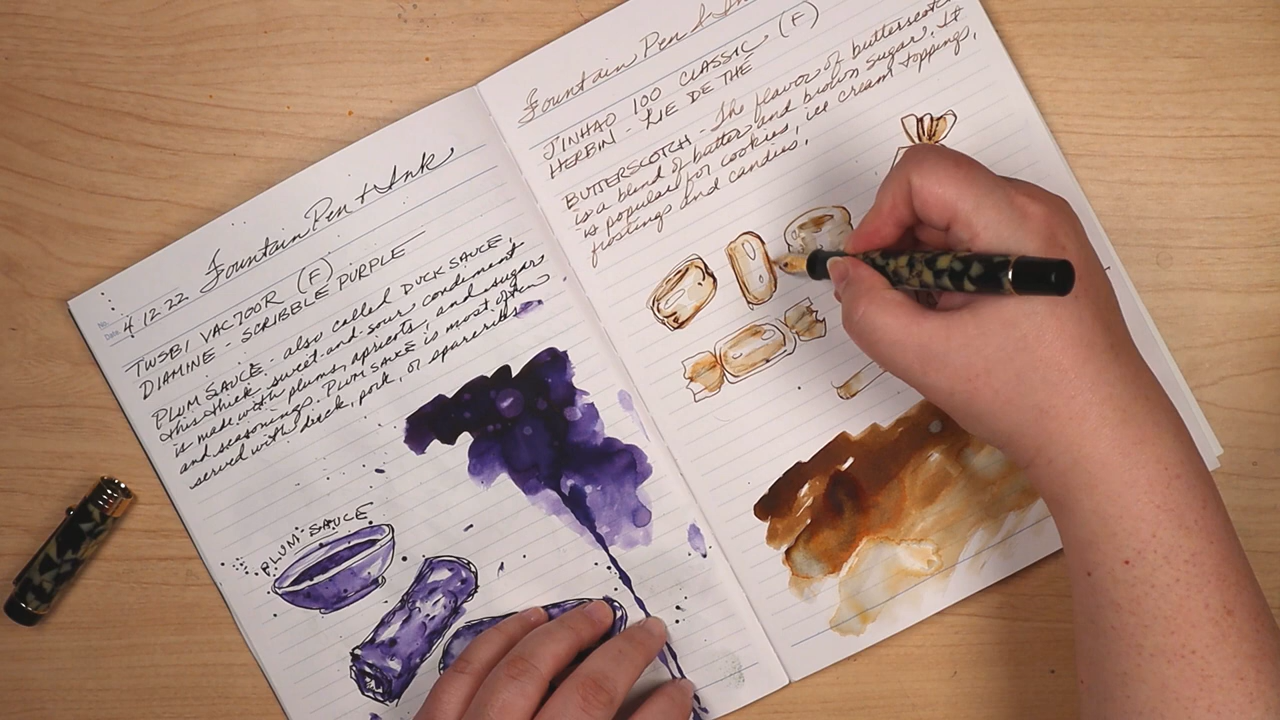 Fountain Pen & Ink
4 12 22
TWSBI VAC700R (F)
DIAMINE - SCRIBBLE PURPLE
PLUM SAUCE - also called DUCK SAUCE,
this thick, sweet-and-sour condiment
is made with plums, apricots, and sugars
and seasonings. PLUM SAUCE is most often
served with duck, pork, or spareribs.
PLUM SAUCE
Fountain Pen & Ink
JINHAO 100 CLASSIC (F)
HERBIN - LIE DE THÉ
BUTTERSCOTCH - The flavor of butterscotch
is a blend of butter and brown sugar. It
is popular for cookies, ice cream toppings,
frostings and candies.